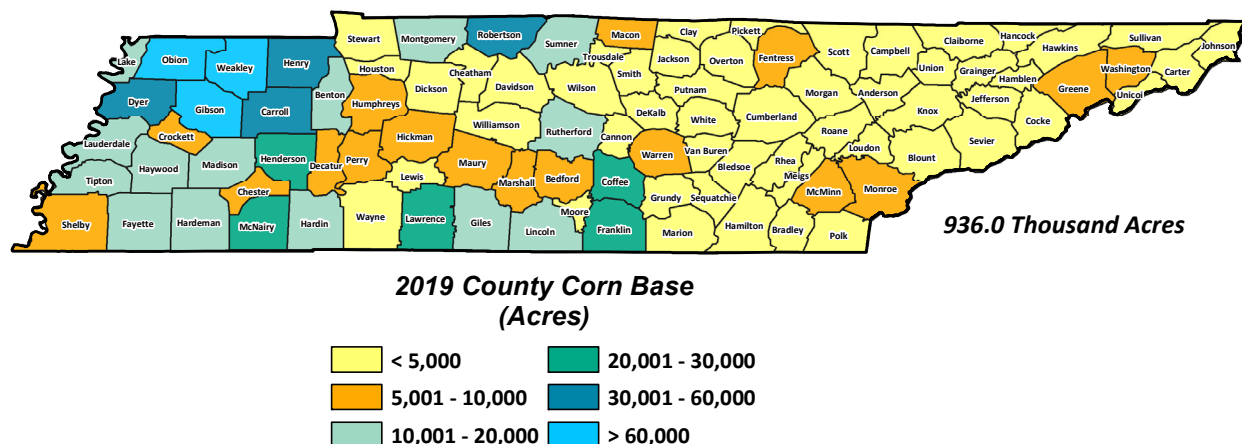 Stewart
Montgomery
Robertson
Sumner
Macon
Clay
Pickett
Fentress
Scott
Campbell
Claiborne
Hancock
Hawkins
Sullivan
Johnson
Lake
Obion
Weakley
Henry
Houston
Cheatham
Trousdale
Jackson
Overton
Union
Grainger
Hamblen
Washington
Carter
Dyer
Gibson
Carroll
Benton
Humphreys
Dickson
Davidson
Wilson
Smith
Putnam
Morgan
Anderson
Knox
Jefferson
Greene
Unicoi
Crockett
Williamson
Rutherford
DeKalb
White
Cumberland
Roane
Cocke
Lauderdale
Haywood
Madison
Henderson
Decatur
Perry
Hickman
Maury
Cannon
Warren
Van Buren
Bledsoe
Rhea
Meigs
Loudon
Blount
Sevier
Tipton
Chester
Lewis
Marshall
Bedford
Coffee
Grundy
Sequatchie
McMinn
Monroe
Shelby
Fayette
Hardeman
McNairy
Hardin
Wayne
Lawrence
Giles
Lincoln
Moore
Franklin
Marion
Hamilton
Bradley
Polk
936.0 Thousand Acres
2019 County Corn Base
(Acres)
< 5,000
20,001 - 30,000
5,001 - 10,000
30,001 - 60,000
10,001 - 20,000
> 60,000